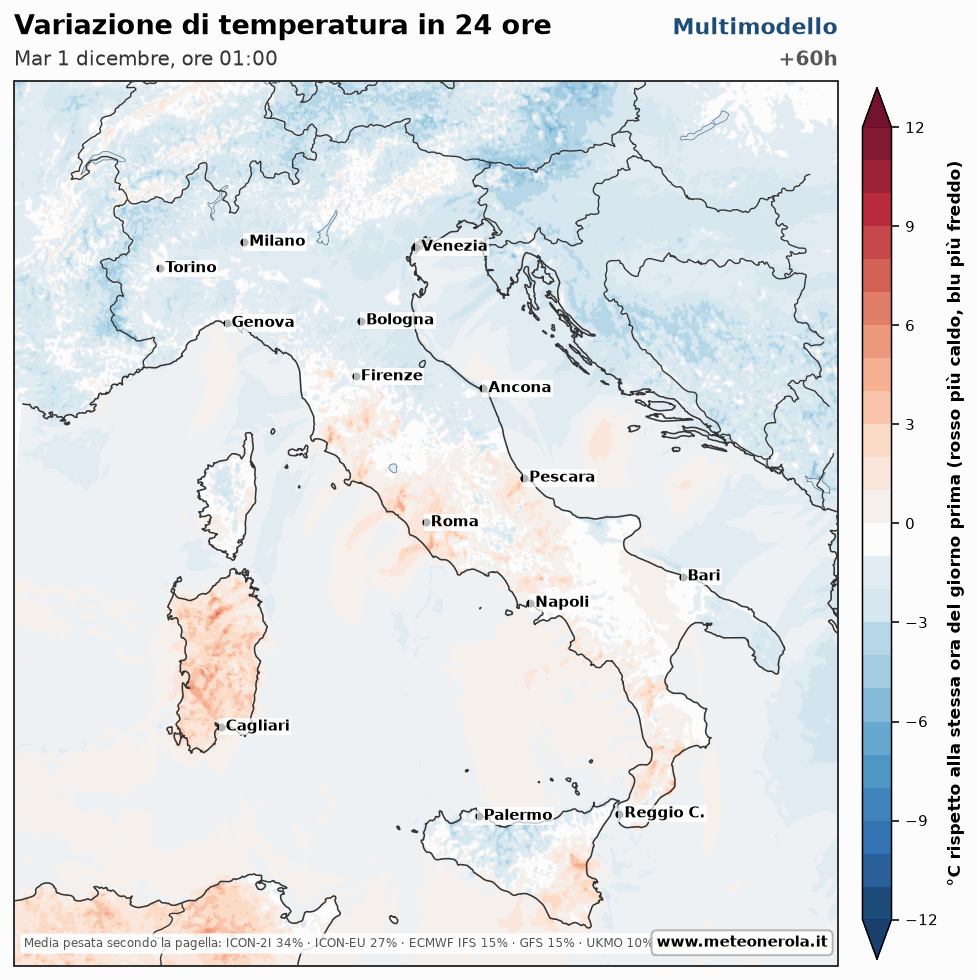 Variazione di temperatura in 24 ore
Multimodello
Mar 1 dicembre, ore 01:00
+60h
Milano
Venezia
Torino
Genova
Bologna
Firenze
Ancona
Pescara
Roma
Bari
Napoli
Cagliari
Palermo
Reggio C.
12
9
6
3
0
−3
−6
−9
−12
°C rispetto alla stessa ora del giorno prima (rosso più caldo, blu più freddo)
Media pesata secondo la pagella: ICON-2I 34% · ICON-EU 27% · ECMWF IFS 15% · GFS 15% · UKMO 10%
www.meteonerola.it